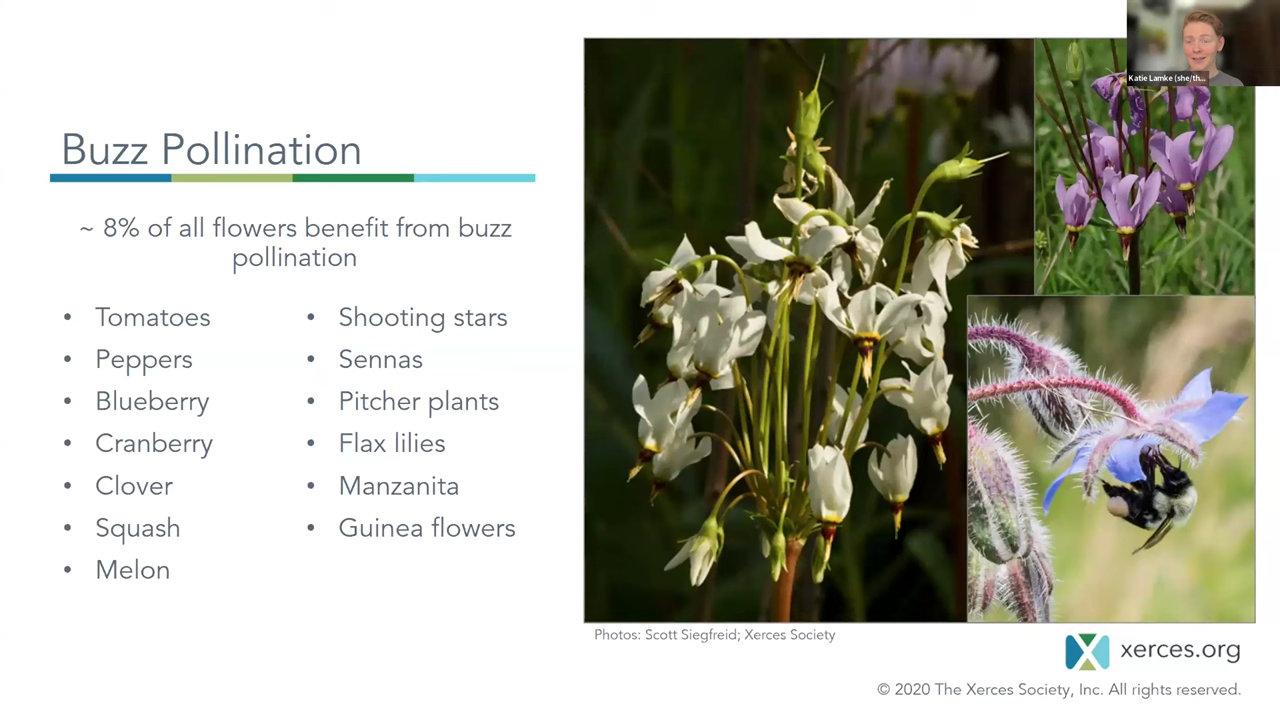 Buzz Pollination
~ 8% of all flowers benefit from buzz
pollination
• Tomatoes
• Peppers
• Blueberry
• Cranberry
• Clover
• Squash
• Melon
• Shooting stars
• Sennas
• Pitcher plants
• Flax lilies
• Manzanita
• Guinea flowers
Katie Lamke (she/th...
Photos: Scott Siegfreid; Xerces Society
xerces.org
© 2020 The Xerces Society, Inc. All rights reserved.